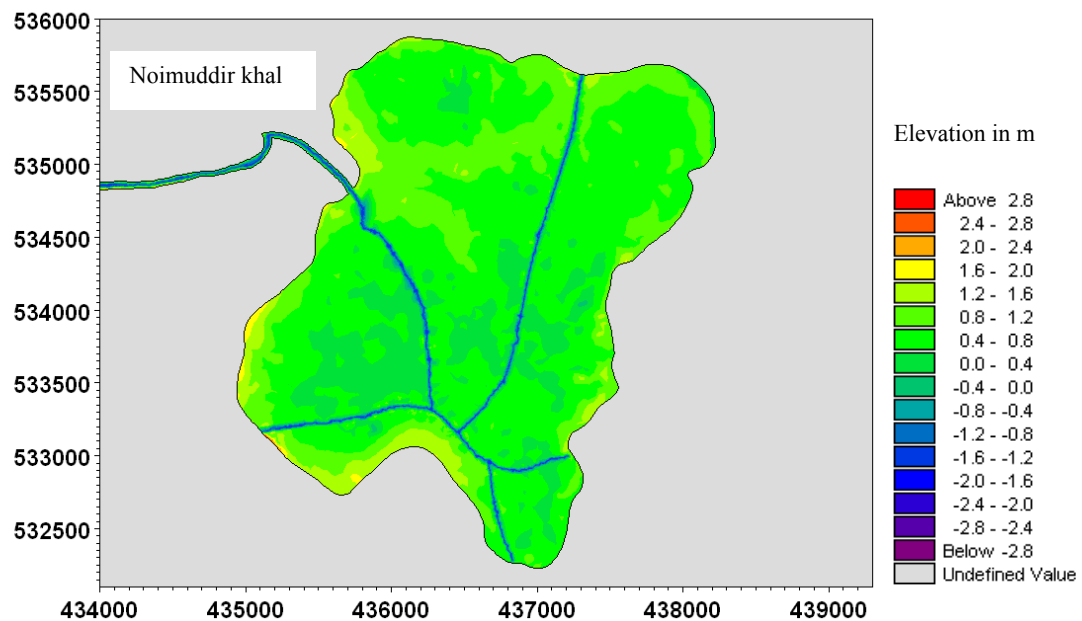 536000
Noimuddir khal
535500
535000
534500
534000
533500
533000
532500
434000 435000 436000 437000 438000 439000
Elevation in m
Above 2.8
2.4 - 2.8
2.0 - 2.4
1.6 - 2.0
1.2 - 1.6
0.8 - 1.2
0.4 - 0.8
0.0 - 0.4
-0.4 - 0.0
-0.8 - -0.4
-1.2 - -0.8
-1.6 - -1.2
-2.0 - -1.6
-2.4 - -2.0
-2.8 - -2.4
Below -2.8
Undefined Value